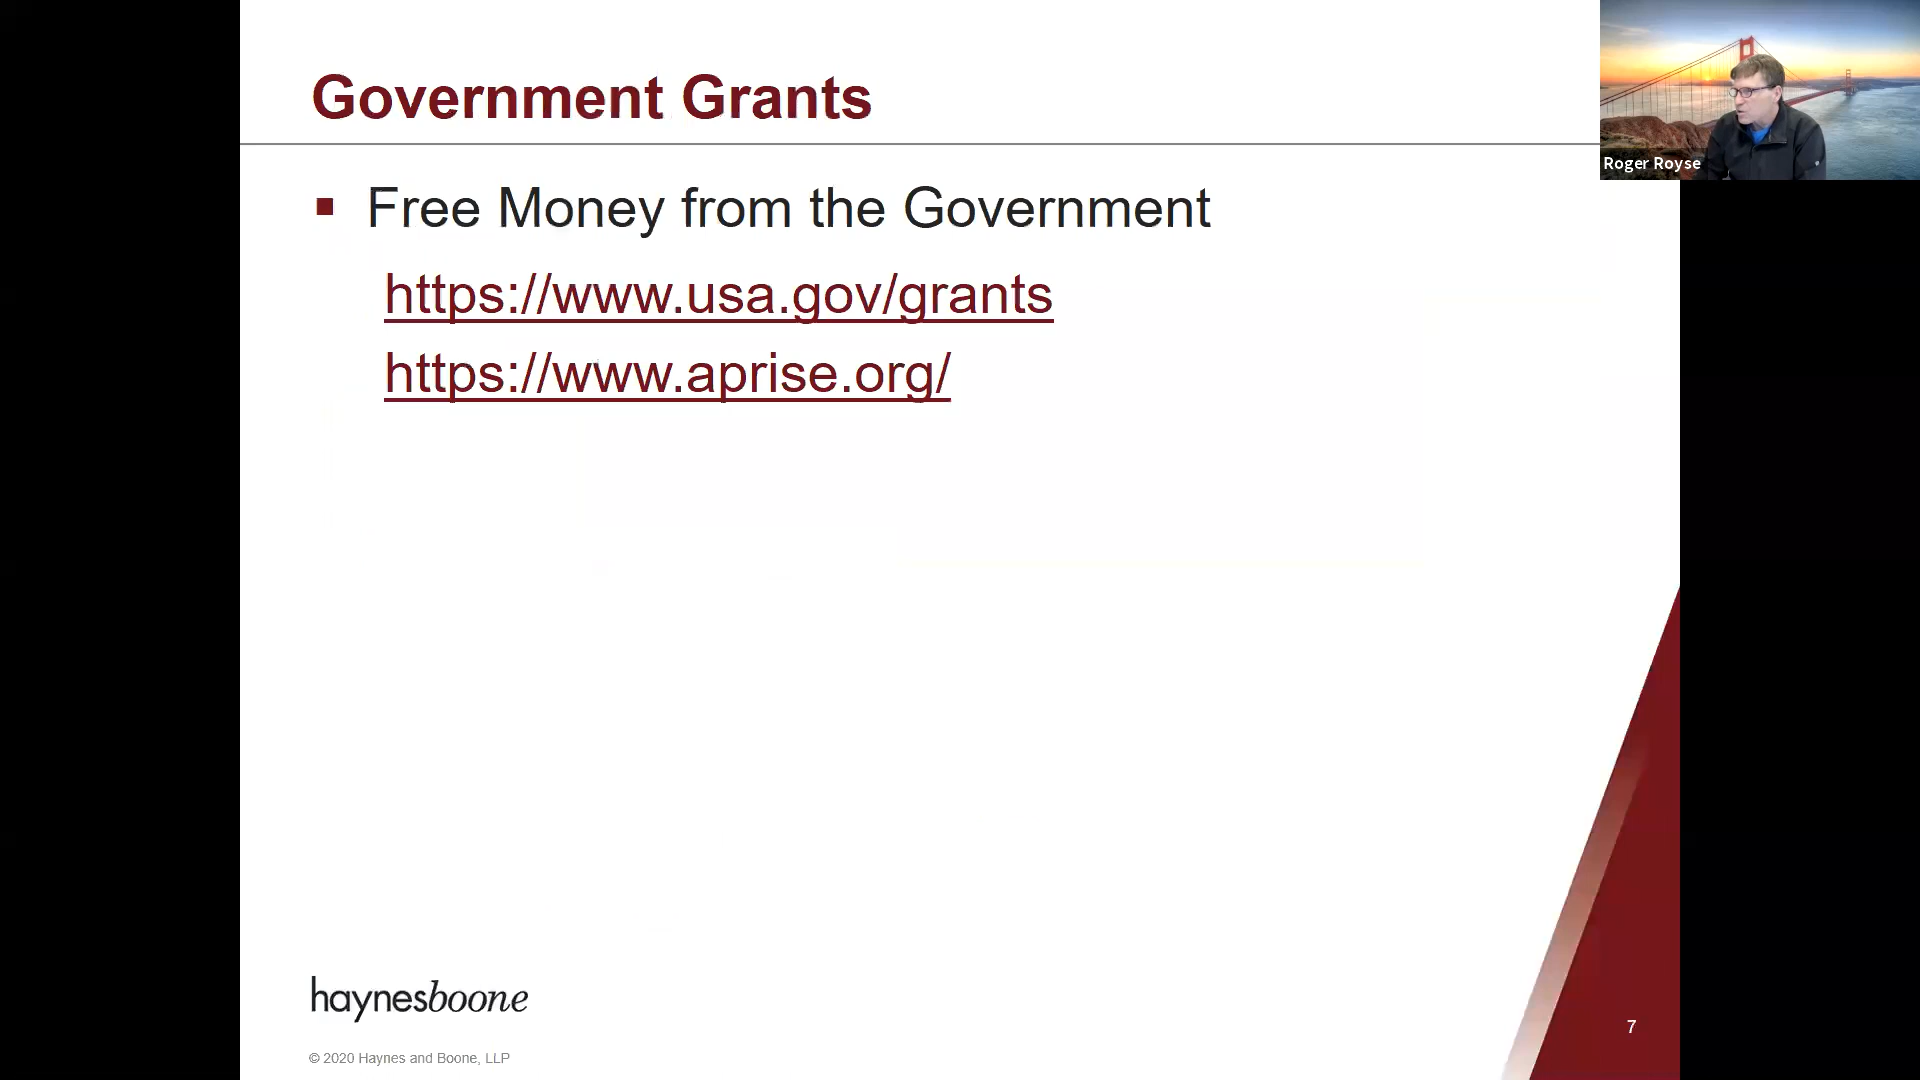 Government Grants
Roger Royse
▪ Free Money from the Government
https://www.usa.gov/grants
https://www.aprise.org/
haynesboone
7
© 2020 Haynes and Boone, LLP